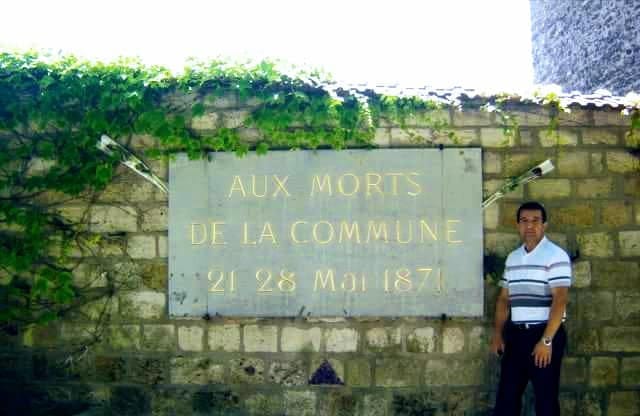 AUX MORTS
DE LA COMMUNE
21 28 Mai 1871